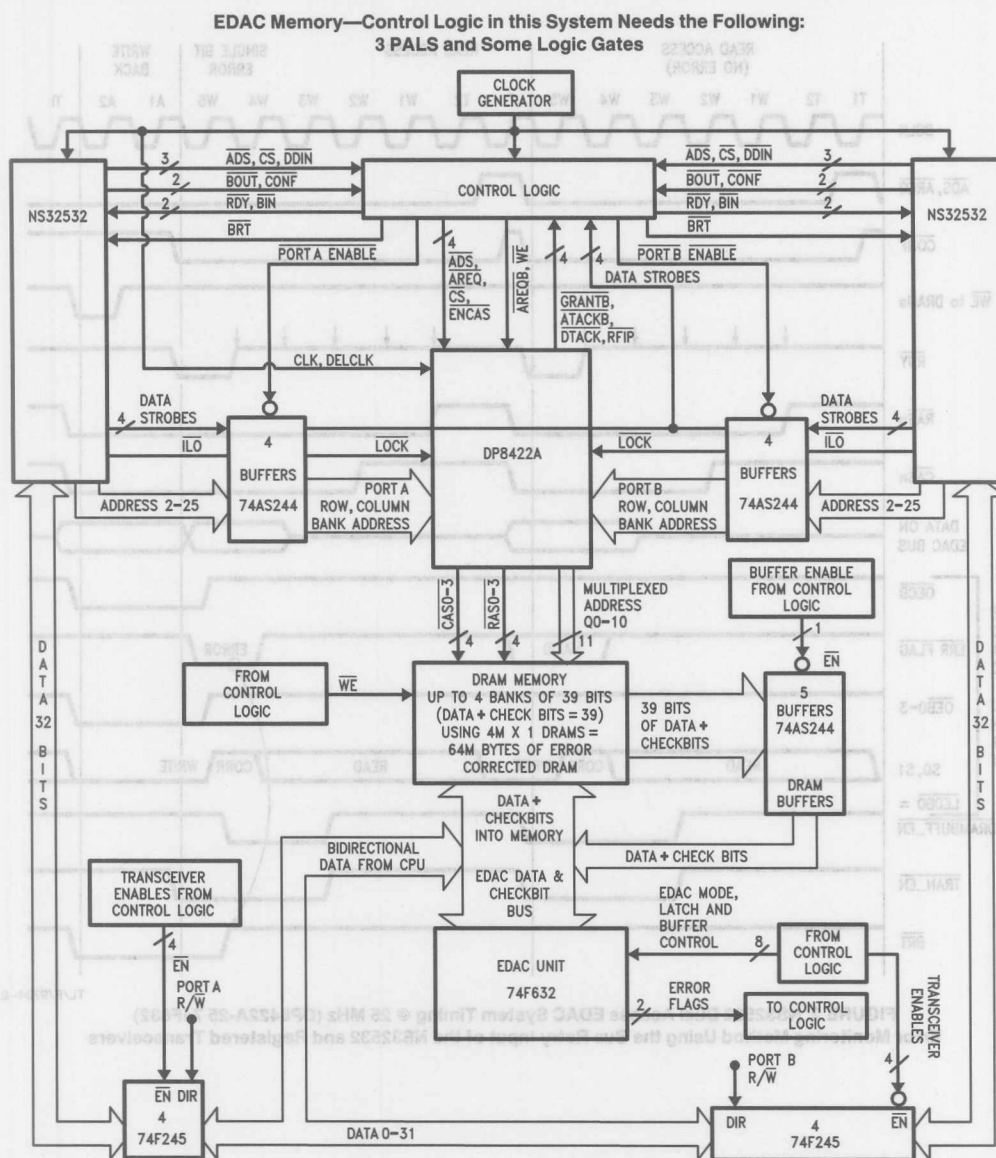 EDAC Memory—Control Logic in this System Needs the Following:
3 PALS and Some Logic Gates
CLOCK
GENERATOR
NS32532
ADS, CS, DDIN
3
BOUT, CONF
2
RDY, BIN
2
BRT
CONTROL LOGIC
ADS, CS, DDIN
3
BOUT, CONF
2
RDY, BIN
2
BRT
NS32532
PORT A ENABLE
4
ADS,
AREQ,
CS,
ENCAS
AREQB, WE
4
GRANTB,
ATACKB,
DTACK, RFIP
4
DATA STROBES
PORT B ENABLE
CLK, DELCLK
DATA
STROBES
4
ILO
ADDRESS 2-25
4
BUFFERS
74AS244
LOCK
PORT A
ROW, COLUMN
BANK ADDRESS
DP8422A
LOCK
PORT B
ROW, COLUMN
BANK ADDRESS
4
BUFFERS
74AS244
DATA
STROBES
4
ILO
ADDRESS 2-25
CAS0-3
4
RAS0-3
4
MULTIPLEXED
ADDRESS
Q0-10
11
BUFFER ENABLE
FROM CONTROL
LOGIC
1
EN
DATA 32 BITS
FROM
CONTROL
LOGIC
WE
DRAM MEMORY
UP TO 4 BANKS OF 39 BITS
(DATA + CHECK BITS = 39)
USING 4M X 1 DRAMS =
64M BYTES OF ERROR
CORRECTED DRAM
39 BITS
OF DATA +
CHECKBITS
5
BUFFERS
74AS244
DRAM
BUFFERS
DATA 32 BITS
DATA +
CHECKBITS
INTO MEMORY
BIDIRECTIONAL
DATA FROM CPU
DATA + CHECK BITS
EDAC DATA &
CHECKBIT
BUS
TRANSCEIVER
ENABLES FROM
CONTROL LOGIC
4
EN
PORT A
R/W
EDAC MODE,
LATCH AND
BUFFER
CONTROL
8
FROM
CONTROL
LOGIC
EDAC UNIT
74F632
ERROR
FLAGS
2
TO CONTROL
LOGIC
TRANSCEIVER
ENABLES
4
PORT B
R/W
EN DIR
4
74F245
DATA 0-31
DIR
4
74F245
EN